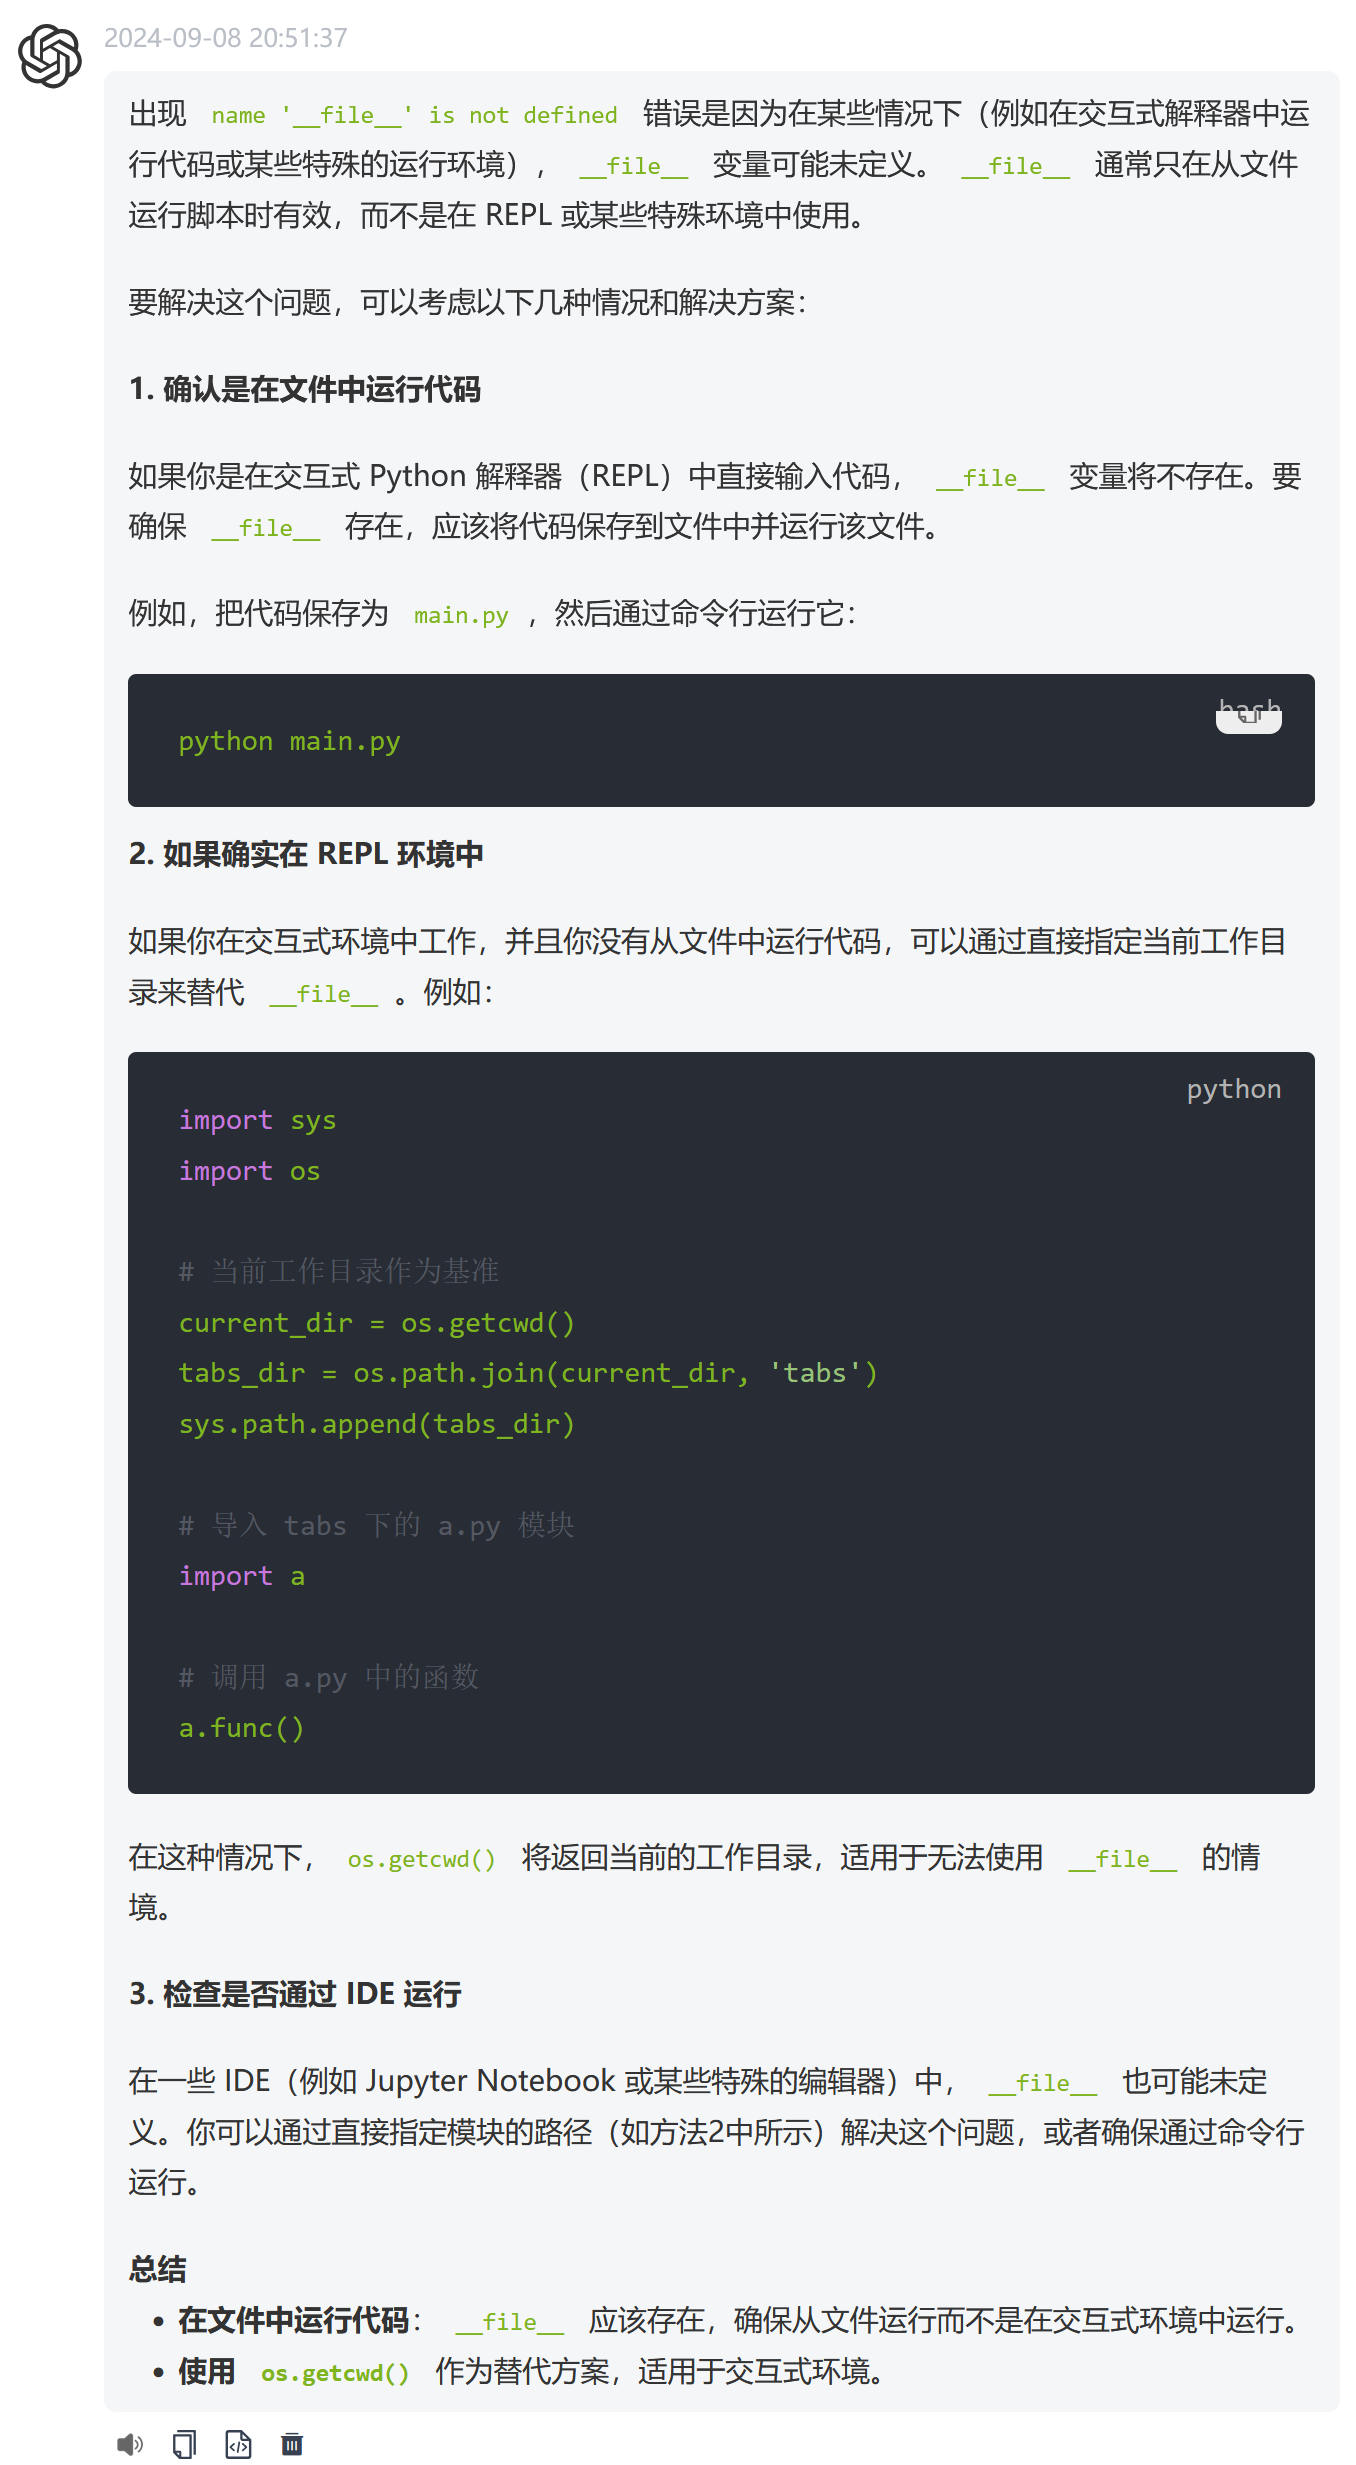 2024-09-08 20:51:37
出现 name '__file__' is not defined 错误是因为在某些情况下（例如在交互式解释器中运
行代码或某些特殊的运行环境）， __file__ 变量可能未定义。 __file__ 通常只在从文件
运行脚本时有效，而不是在 REPL 或某些特殊环境中使用。
要解决这个问题，可以考虑以下几种情况和解决方案：
1. 确认是在文件中运行代码
如果你是在交互式 Python 解释器（REPL）中直接输入代码， __file__ 变量将不存在。要
确保 __file__ 存在，应该将代码保存到文件中并运行该文件。
例如，把代码保存为 main.py ，然后通过命令行运行它：
bash
python main.py
2. 如果确实在 REPL 环境中
如果你在交互式环境中工作，并且你没有从文件中运行代码，可以通过直接指定当前工作目
录来替代 __file__ 。例如：
python
import sys
import os
# 当前工作目录作为基准
current_dir = os.getcwd()
tabs_dir = os.path.join(current_dir, 'tabs')
sys.path.append(tabs_dir)
# 导入 tabs 下的 a.py 模块
import a
# 调用 a.py 中的函数
a.func()
在这种情况下， os.getcwd() 将返回当前的工作目录，适用于无法使用 __file__ 的情
境。
3. 检查是否通过 IDE 运行
在一些 IDE（例如 Jupyter Notebook 或某些特殊的编辑器）中， __file__ 也可能未定
义。你可以通过直接指定模块的路径（如方法2中所示）解决这个问题，或者确保通过命令行
运行。
总结
• 在文件中运行代码： __file__ 应该存在，确保从文件运行而不是在交互式环境中运行。
• 使用 os.getcwd() 作为替代方案，适用于交互式环境。